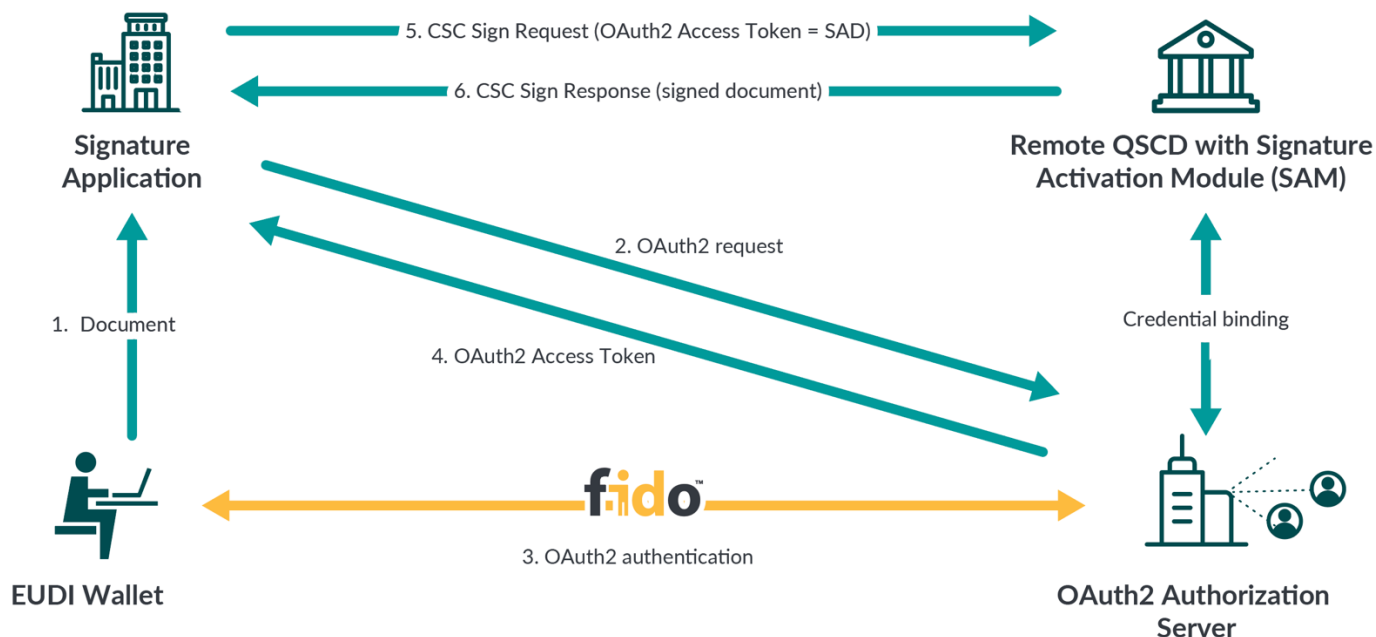 5. CSC Sign Request (OAuth2 Access Token = SAD)
6. CSC Sign Response (signed document)
Signature
Application
Remote QSCD with Signature
Activation Module (SAM)
2. OAuth2 request
1. Document
Credential binding
4. OAuth2 Access Token
fido™
3. OAuth2 authentication
EUDI Wallet
OAuth2 Authorization
Server